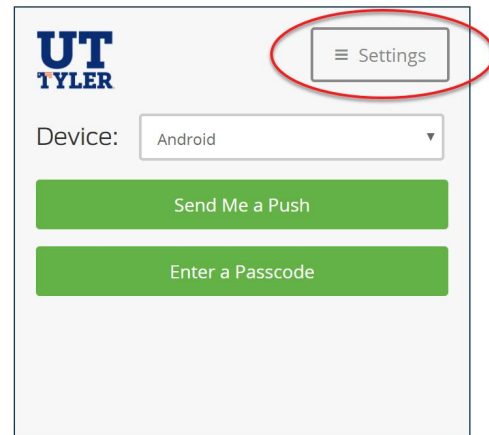 UT
TYLER
≡ Settings
Device: Android ▼
Send Me a Push
Enter a Passcode